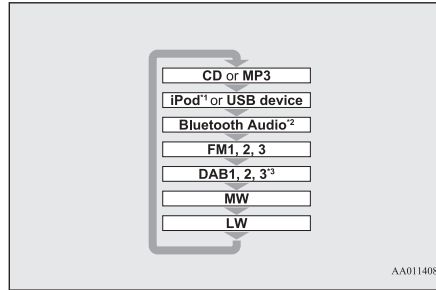 CD or MP3
iPod*1 or USB device
Bluetooth Audio*2
FM1, 2, 3
DAB1, 2, 3*3
MW
LW
AA011408